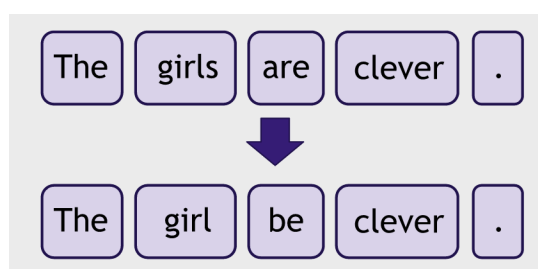 The girls are clever .
The girl be clever .